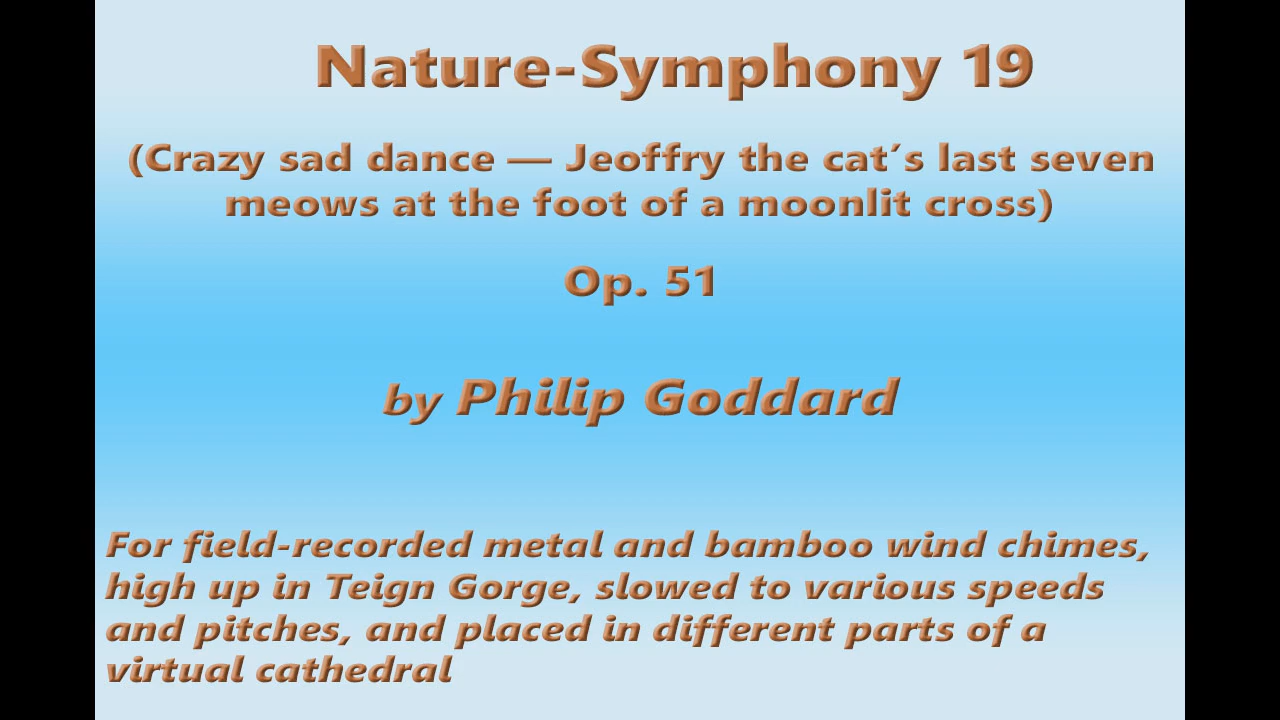 Nature-Symphony 19
(Crazy sad dance — Jeoffry the cat´s last seven
meows at the foot of a moonlit cross)
Op. 51
by Philip Goddard
For field-recorded metal and bamboo wind chimes,
high up in Teign Gorge, slowed to various speeds
and pitches, and placed in different parts of a
virtual cathedral